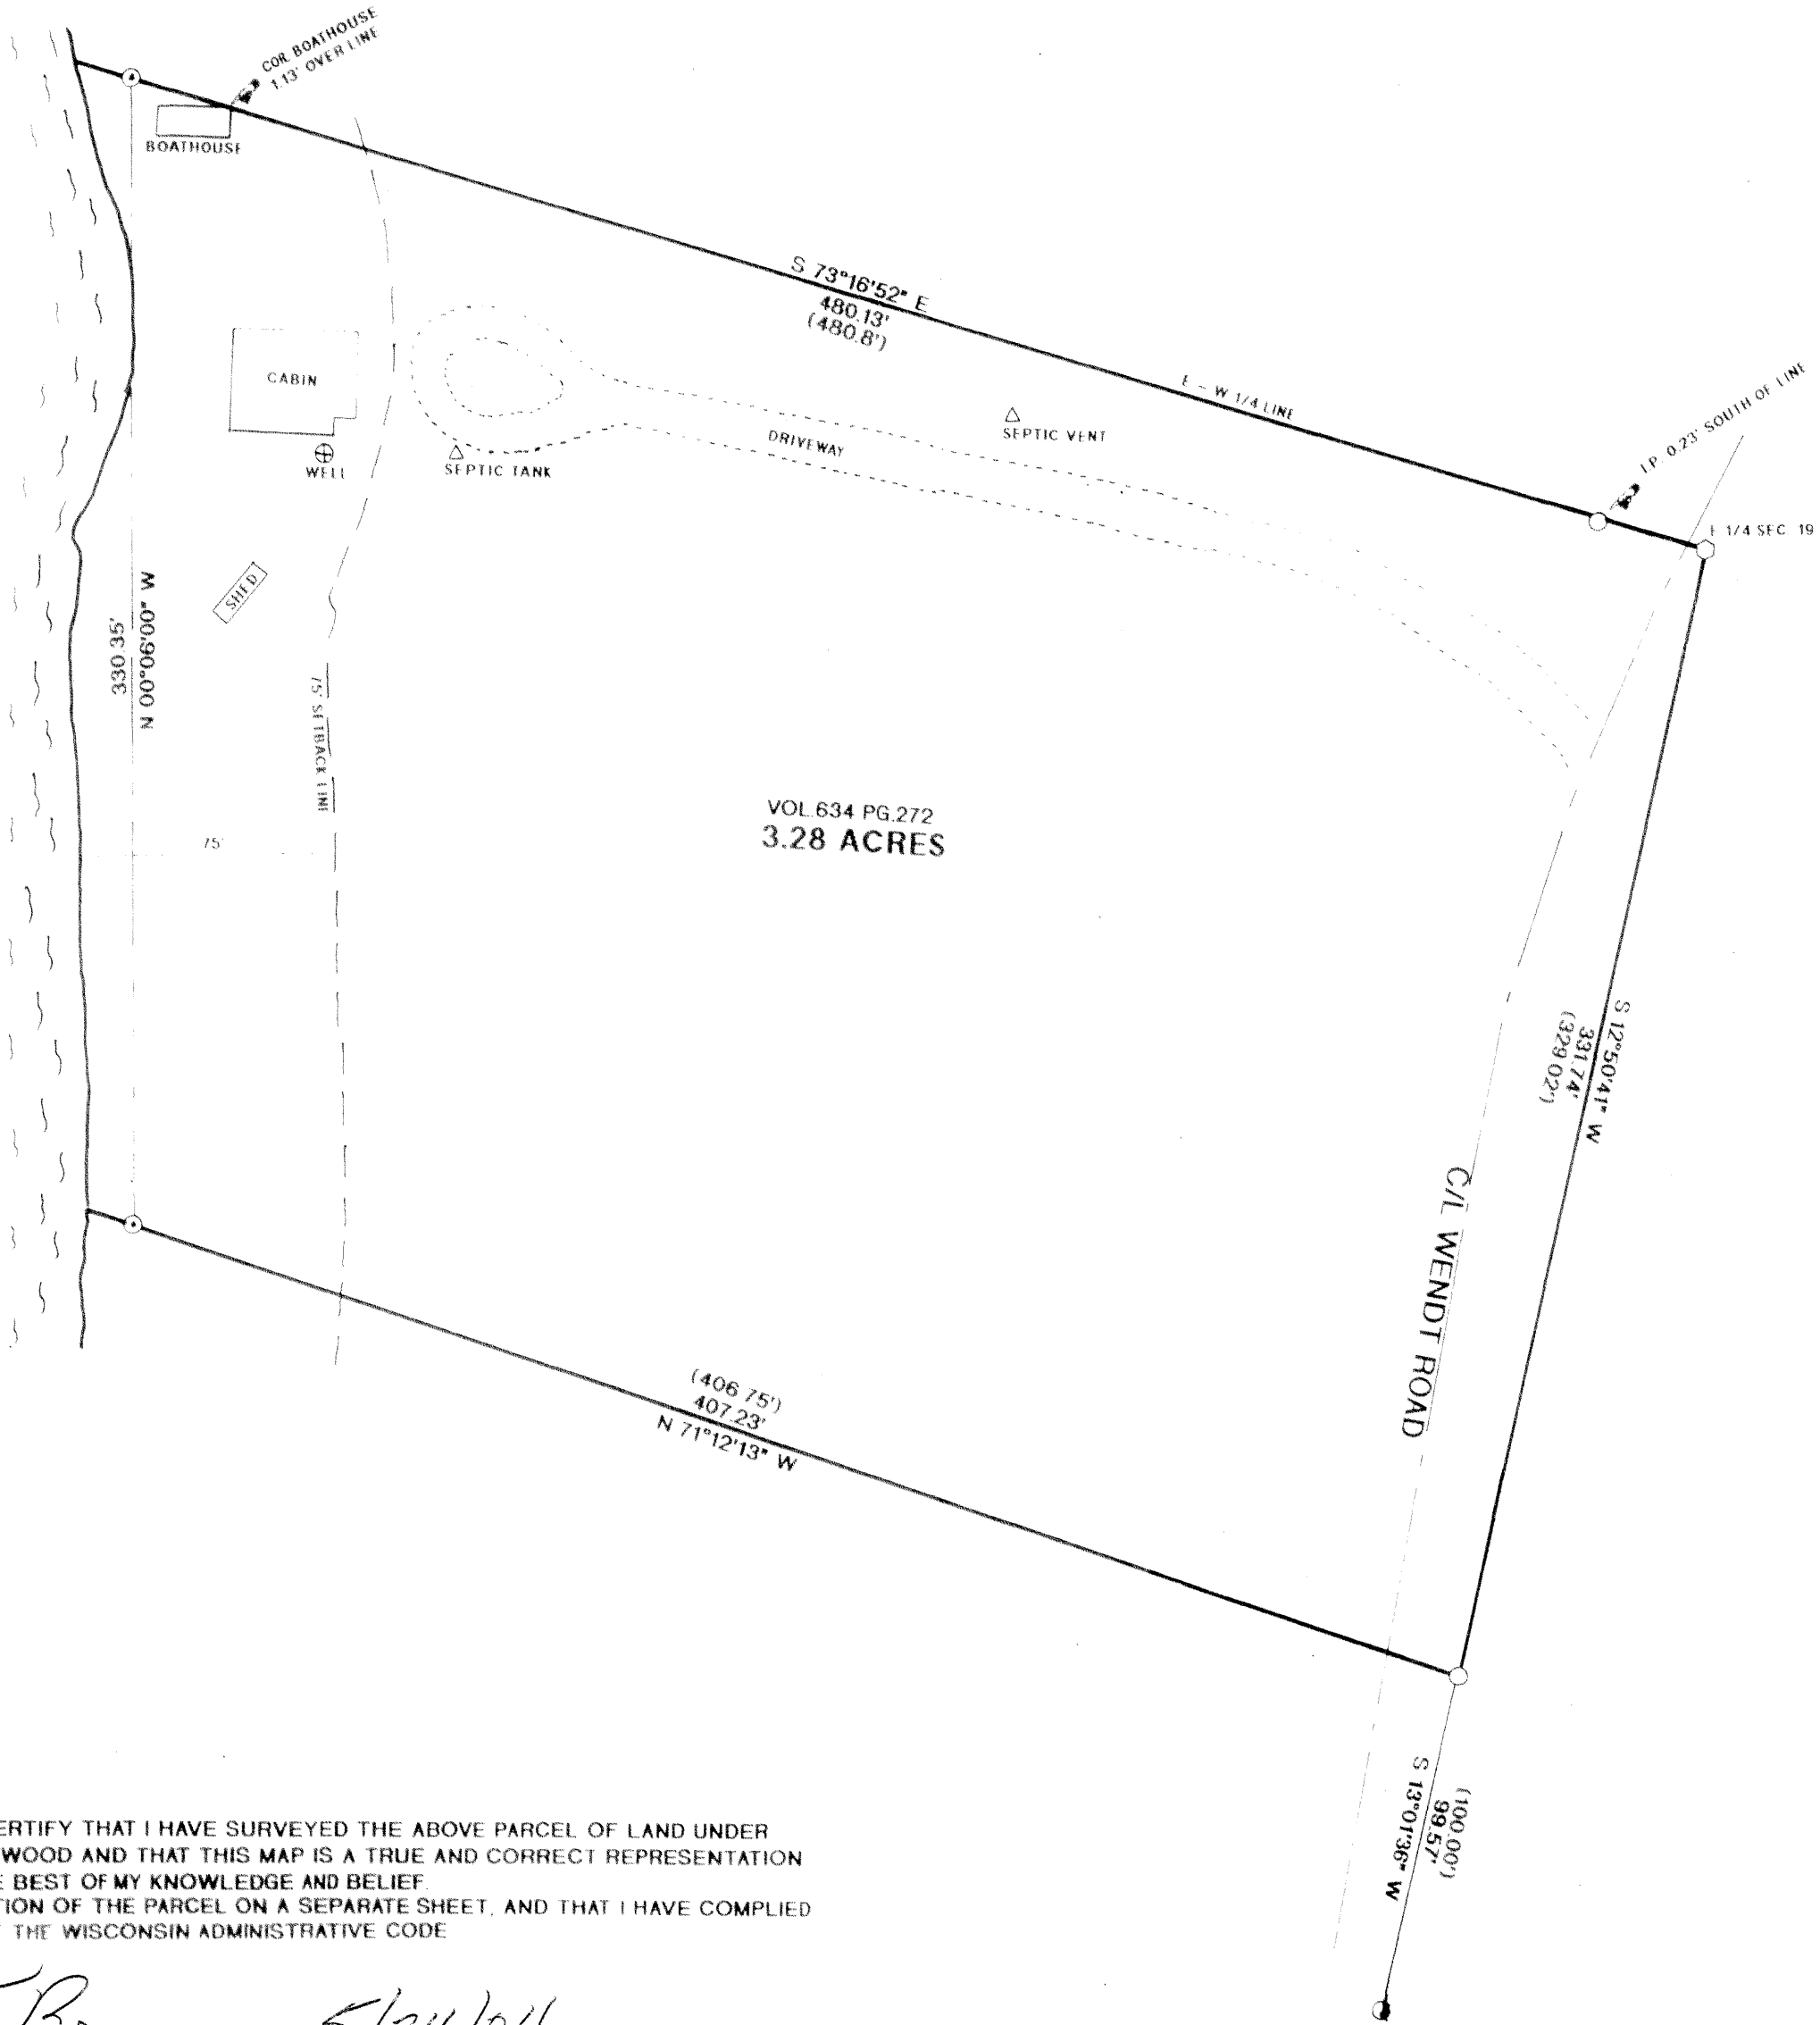 COR. BOATHOUSE
1.13' OVER LINE
BOATHOUSE
S 73°16'52" E
480.13'
(480.8')
E - W 1/4 LINE
I.P. 0.23' SOUTH OF LINE
E 1/4 SEC. 19
CABIN
WELL
SEPTIC TANK
DRIVEWAY
SEPTIC VENT
SHED
N 00°06'00" W
330.35'
75' SETBACK LINE
75'
VOL.634 PG.272
3.28 ACRES
S 12°50'41" W
331.74'
(329.02')
C/L WENDT ROAD
(406.75')
407.23'
N 71°12'13" W
(100.00')
99.57'
S 13°01'36" W
ERTIFY THAT I HAVE SURVEYED THE ABOVE PARCEL OF LAND UNDER
WOOD AND THAT THIS MAP IS A TRUE AND CORRECT REPRESENTATION
E BEST OF MY KNOWLEDGE AND BELIEF.
TION OF THE PARCEL ON A SEPARATE SHEET, AND THAT I HAVE COMPLIED
THE WISCONSIN ADMINISTRATIVE CODE